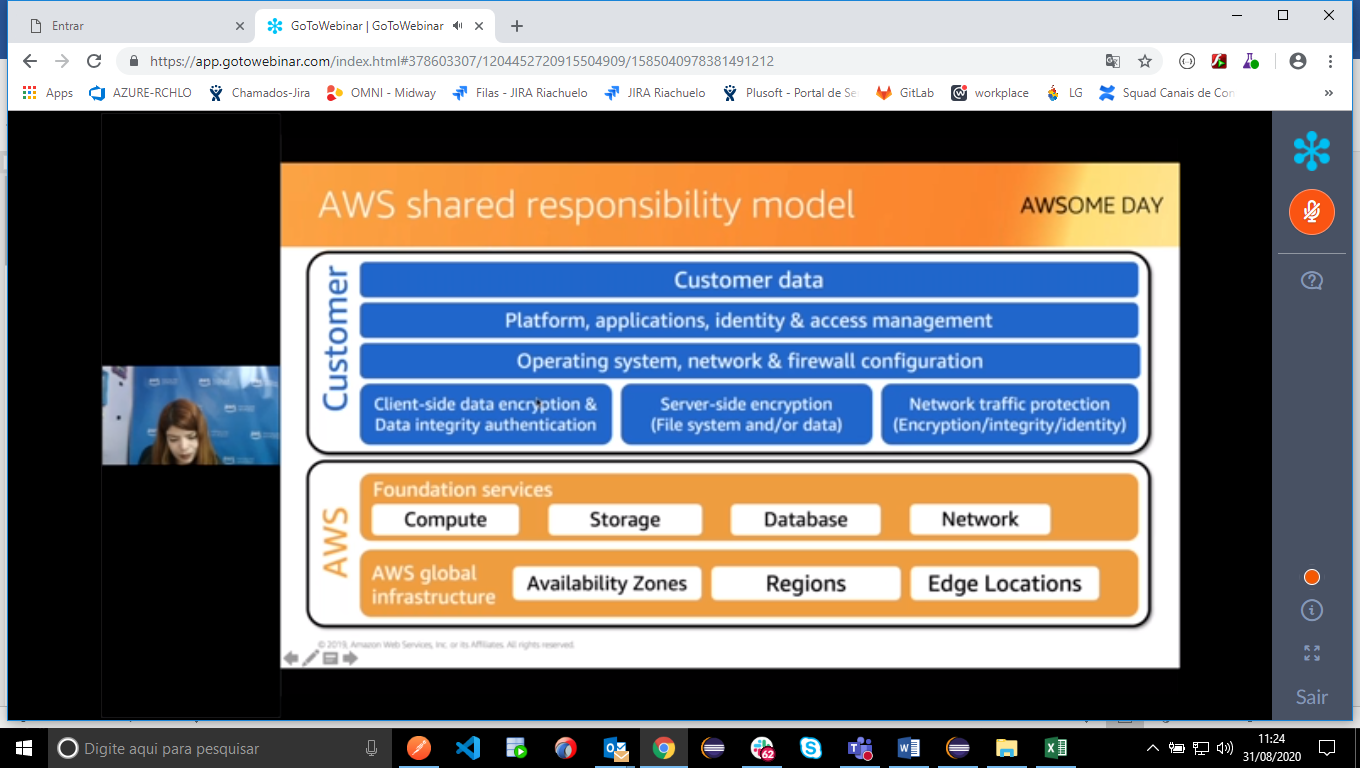 Entrar
GoToWebinar | GoToWebinar
https://app.gotowebinar.com/index.html#378603307/1204452720915504909/1585040978381491212
Apps
AZURE-RCHLO
Chamados-Jira
OMNI - Midway
Filas - JIRA Riachuelo
JIRA Riachuelo
Plusoft - Portal de Se
GitLab
workplace
LG
Squad Canais de Con
»
AWS shared responsibility model
AWSOME DAY
Customer
Customer data
Platform, applications, identity & access management
Operating system, network & firewall configuration
Client-side data encryption &
Data integrity authentication
Server-side encryption
(File system and/or data)
Network traffic protection
(Encryption/integrity/identity)
AWS
Foundation services
Compute
Storage
Database
Network
AWS global
infrastructure
Availability Zones
Regions
Edge Locations
© 2019, Amazon Web Services, Inc. or its Affiliates. All rights reserved.
Sair
Digite aqui para pesquisar
62
11:24
31/08/2020